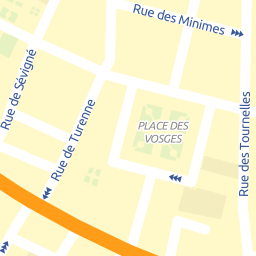 Rue des Minimes
Rue de Sévigné
Rue de Turenne
PLACE DES
VOSGES
Rue des Tournelles